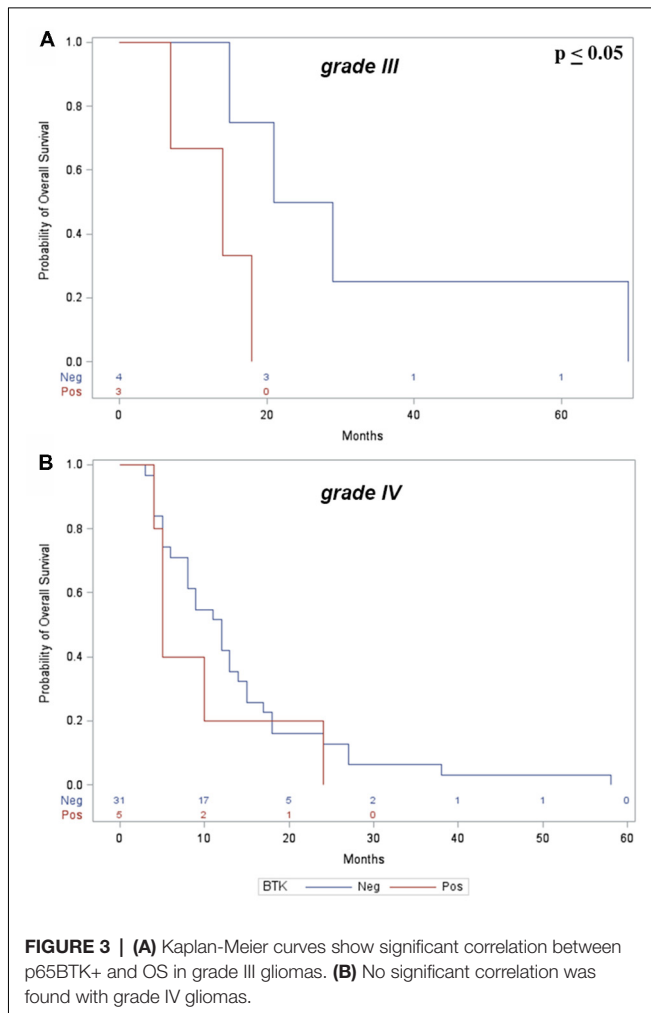 A
grade III
p ≤ 0.05
Probability of Overall Survival
1.0
0.8
0.6
0.4
0.2
0.0
Neg 4 3 1 1
Pos 3 0
0 20 40 60
Months
B
grade IV
Probability of Overall Survival
1.0
0.8
0.6
0.4
0.2
0.0
Neg 31 17 5 2 1 1 0
Pos 5 2 1 0
0 10 20 30 40 50 60
Months
BTK Neg Pos
FIGURE 3 | (A) Kaplan-Meier curves show significant correlation between
p65BTK+ and OS in grade III gliomas. (B) No significant correlation was
found with grade IV gliomas.